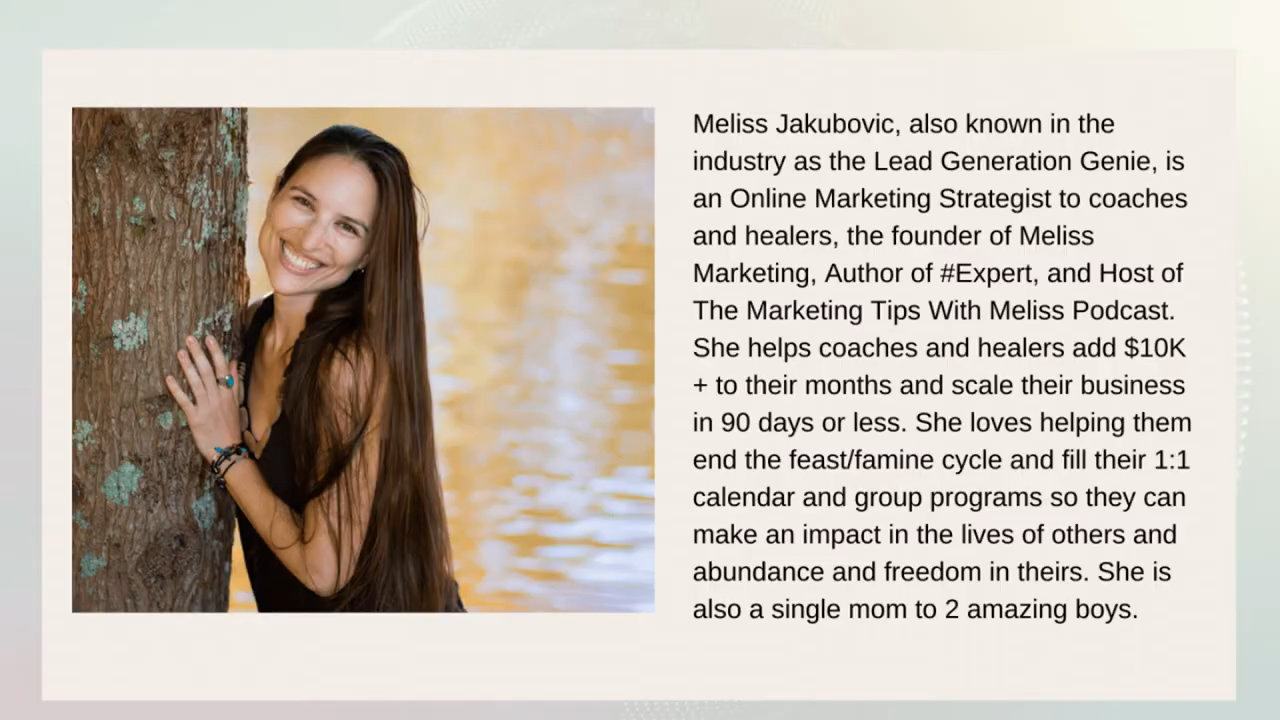 Meliss Jakubovic, also known in the
industry as the Lead Generation Genie, is
an Online Marketing Strategist to coaches
and healers, the founder of Meliss
Marketing, Author of #Expert, and Host of
The Marketing Tips With Meliss Podcast.
She helps coaches and healers add $10K
+ to their months and scale their business
in 90 days or less. She loves helping them
end the feast/famine cycle and fill their 1:1
calendar and group programs so they can
make an impact in the lives of others and
abundance and freedom in theirs. She is
also a single mom to 2 amazing boys.